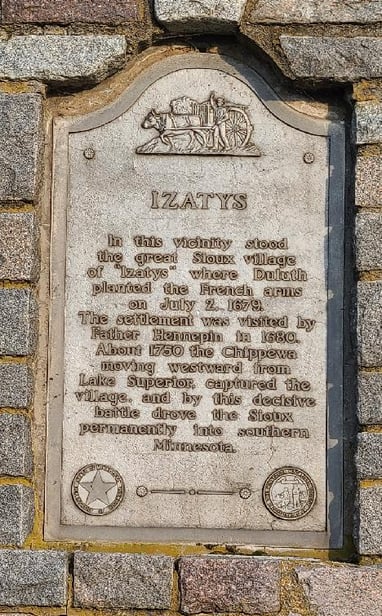 IZATYS
In this vicinity stood
the great Sioux village
of "Izatys" where Duluth
planted the French arms
on July 2, 1679.
The settlement was visited by
Father Hennepin in 1680.
About 1750 the Chippewa
moving westward from
Lake Superior, captured the
village, and by this decisive
battle drove the Sioux
permanently into southern
Minnesota.